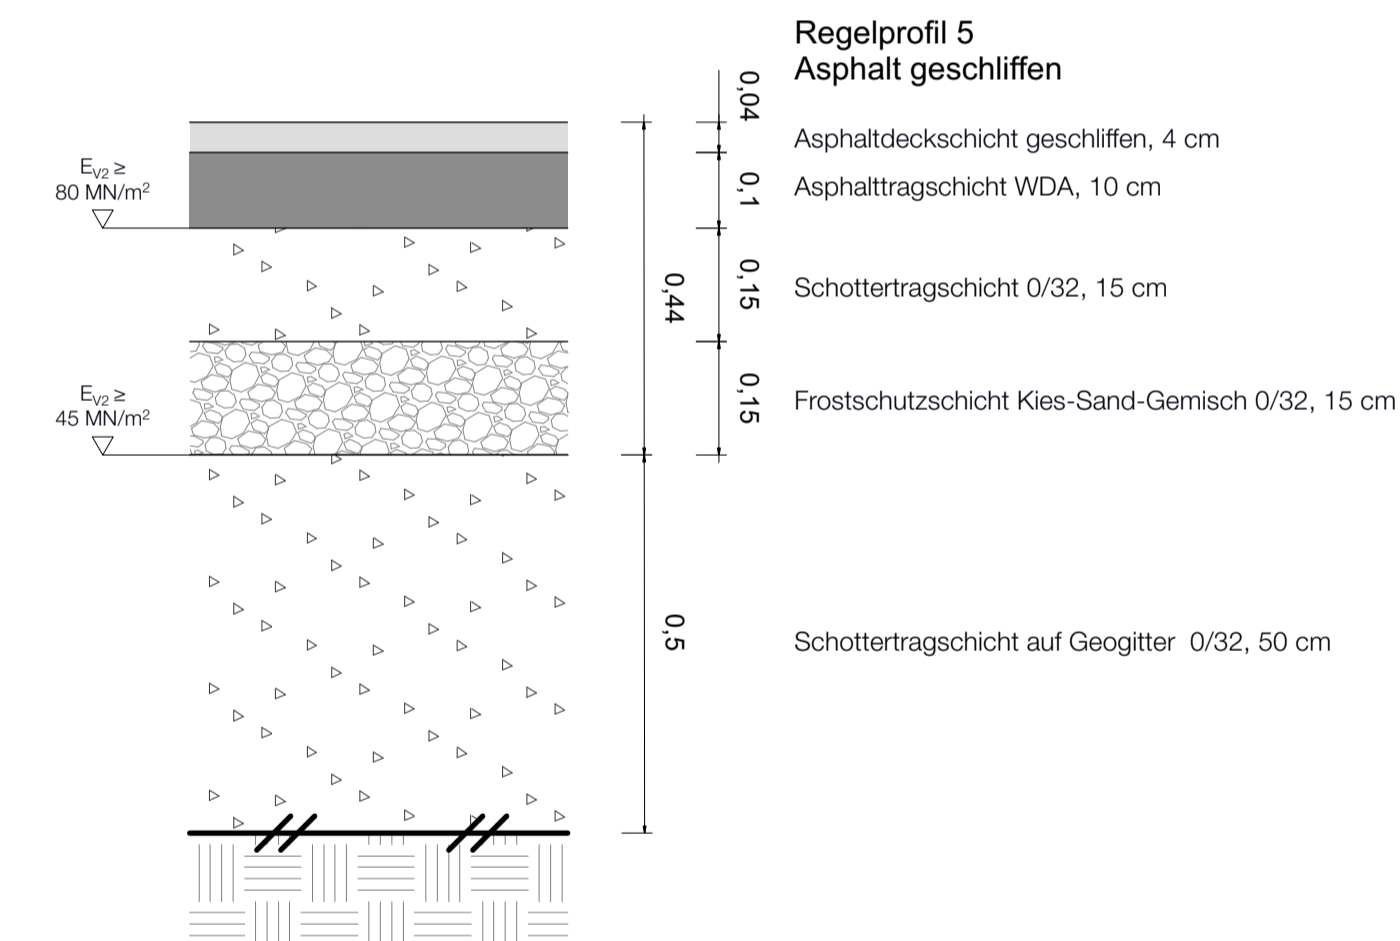 Regelprofil 5
Asphalt geschliffen
0,04
Asphaltdeckschicht geschliffen, 4 cm
E_V2 ≥
80 MN/m²
0,1
Asphalttragschicht WDA, 10 cm
0,44
0,15
Schottertragschicht 0/32, 15 cm
E_V2 ≥
45 MN/m²
0,15
Frostschutzschicht Kies-Sand-Gemisch 0/32, 15 cm
0,5
Schottertragschicht auf Geogitter 0/32, 50 cm